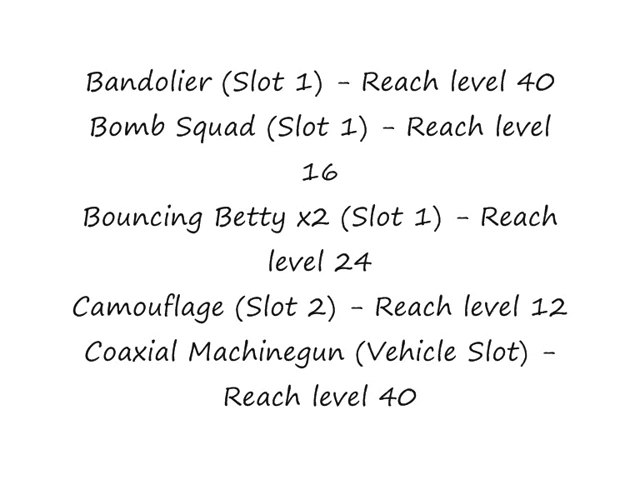 Bandolier (Slot 1) - Reach level 40
Bomb Squad (Slot 1) - Reach level
16
Bouncing Betty x2 (Slot 1) - Reach
level 24
Camouflage (Slot 2) - Reach level 12
Coaxial Machinegun (Vehicle Slot) -
Reach level 40